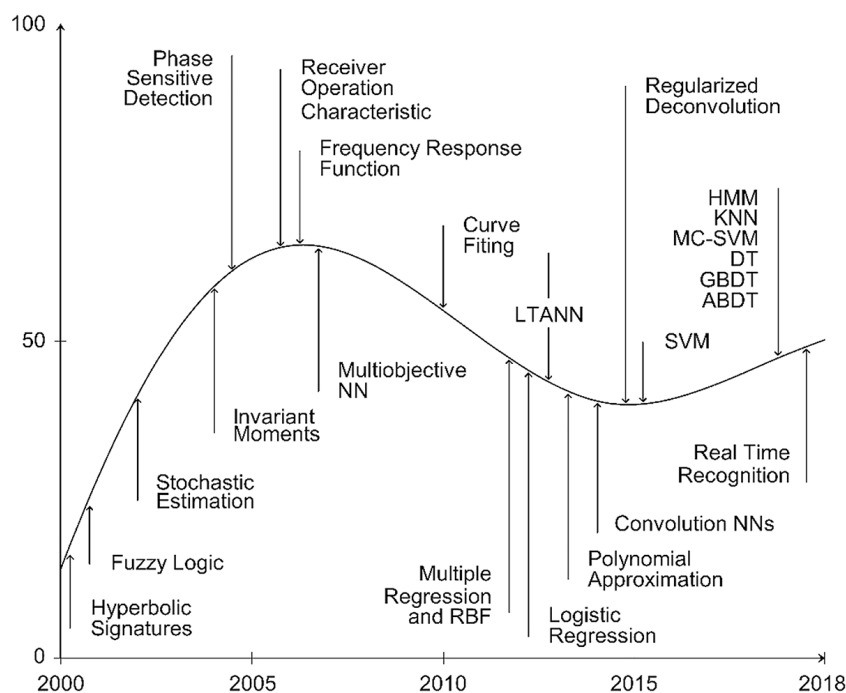 100
Phase
Sensitive
Detection
Receiver
Operation
Characteristic
Frequency Response
Function
Regularized
Deconvolution
HMM
KNN
MC-SVM
DT
GBDT
ABDT
Curve
Fiting
LTANN
SVM
50
Multiobjective
NN
Invariant
Moments
Stochastic
Estimation
Real Time
Recognition
Convolution NNs
Fuzzy Logic
Polynomial
Approximation
Multiple
Regression
and RBF
Hyperbolic
Signatures
Logistic
Regression
0
2000
2005
2010
2015
2018